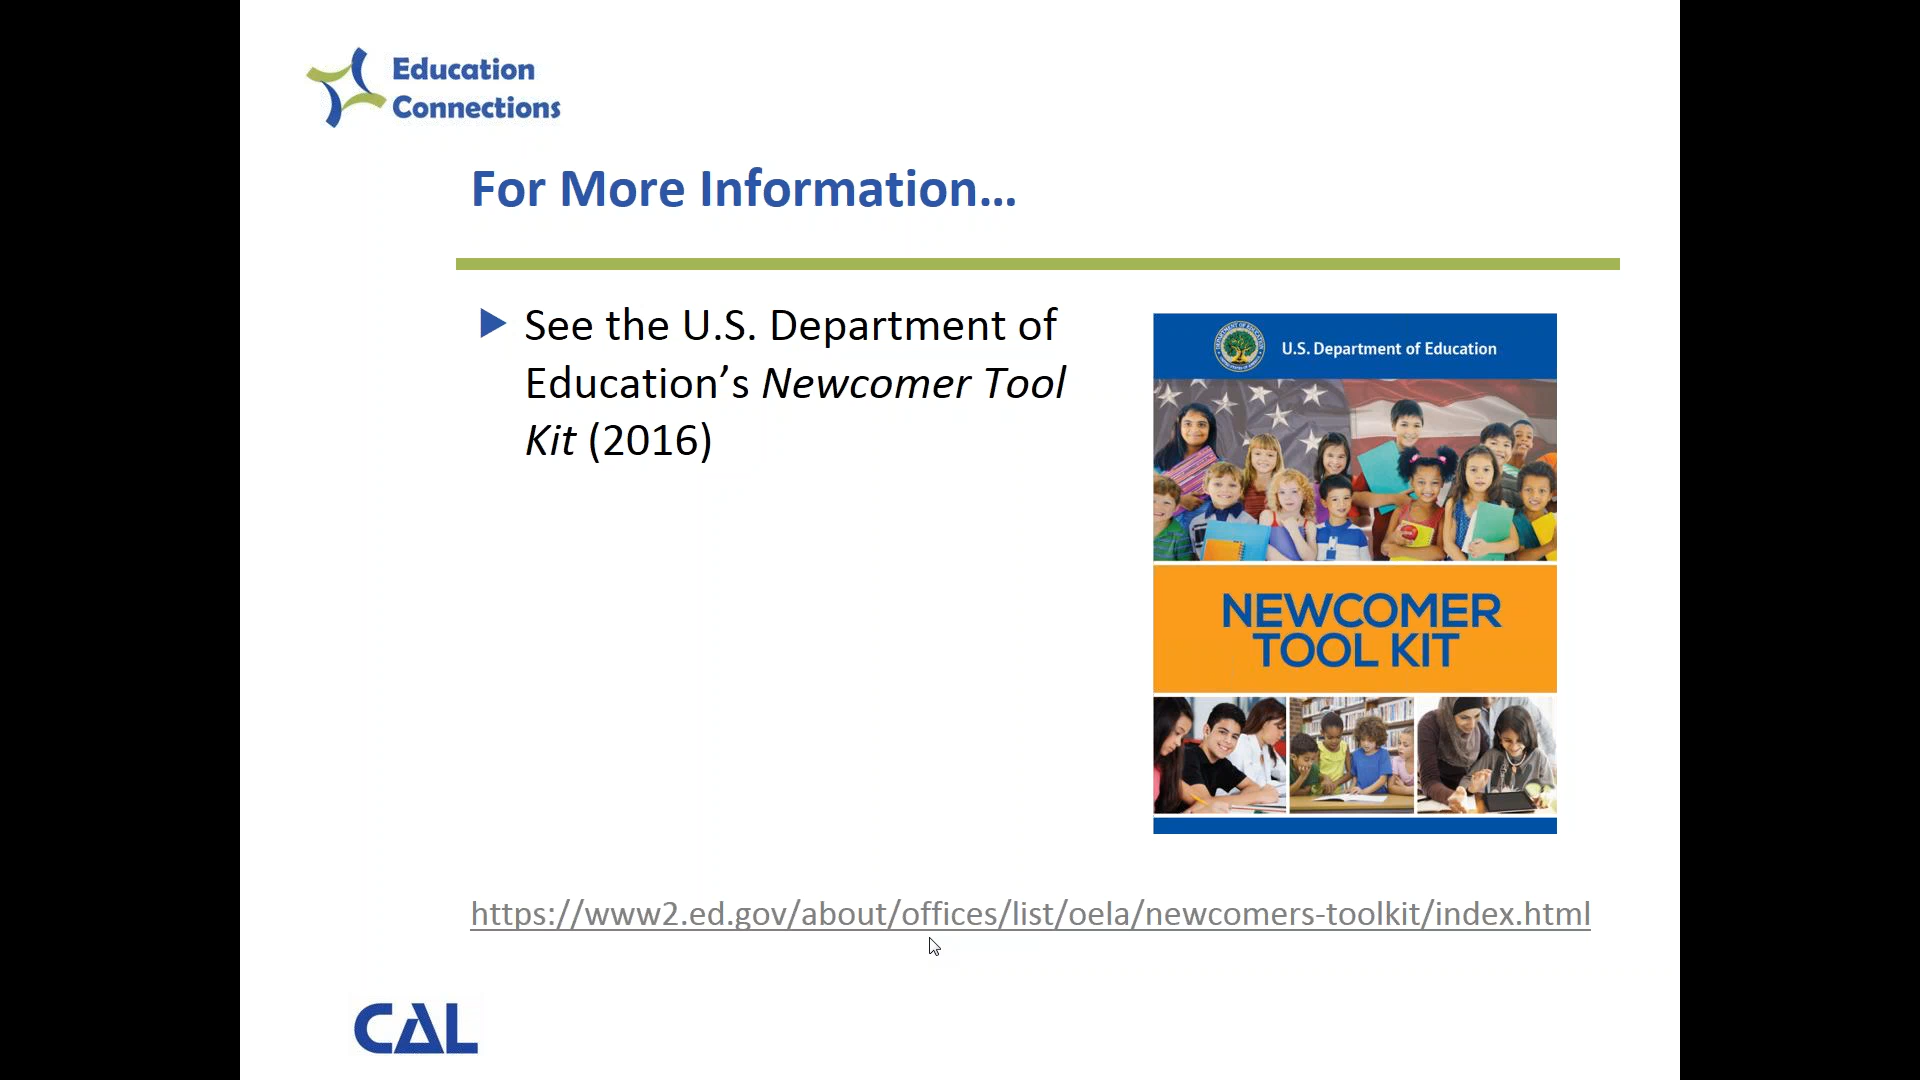 Education
Connections
For More Information…
See the U.S. Department of
Education’s Newcomer Tool
Kit (2016)
U.S. Department of Education
NEWCOMER
TOOL KIT
https://www2.ed.gov/about/offices/list/oela/newcomers-toolkit/index.html
CAL